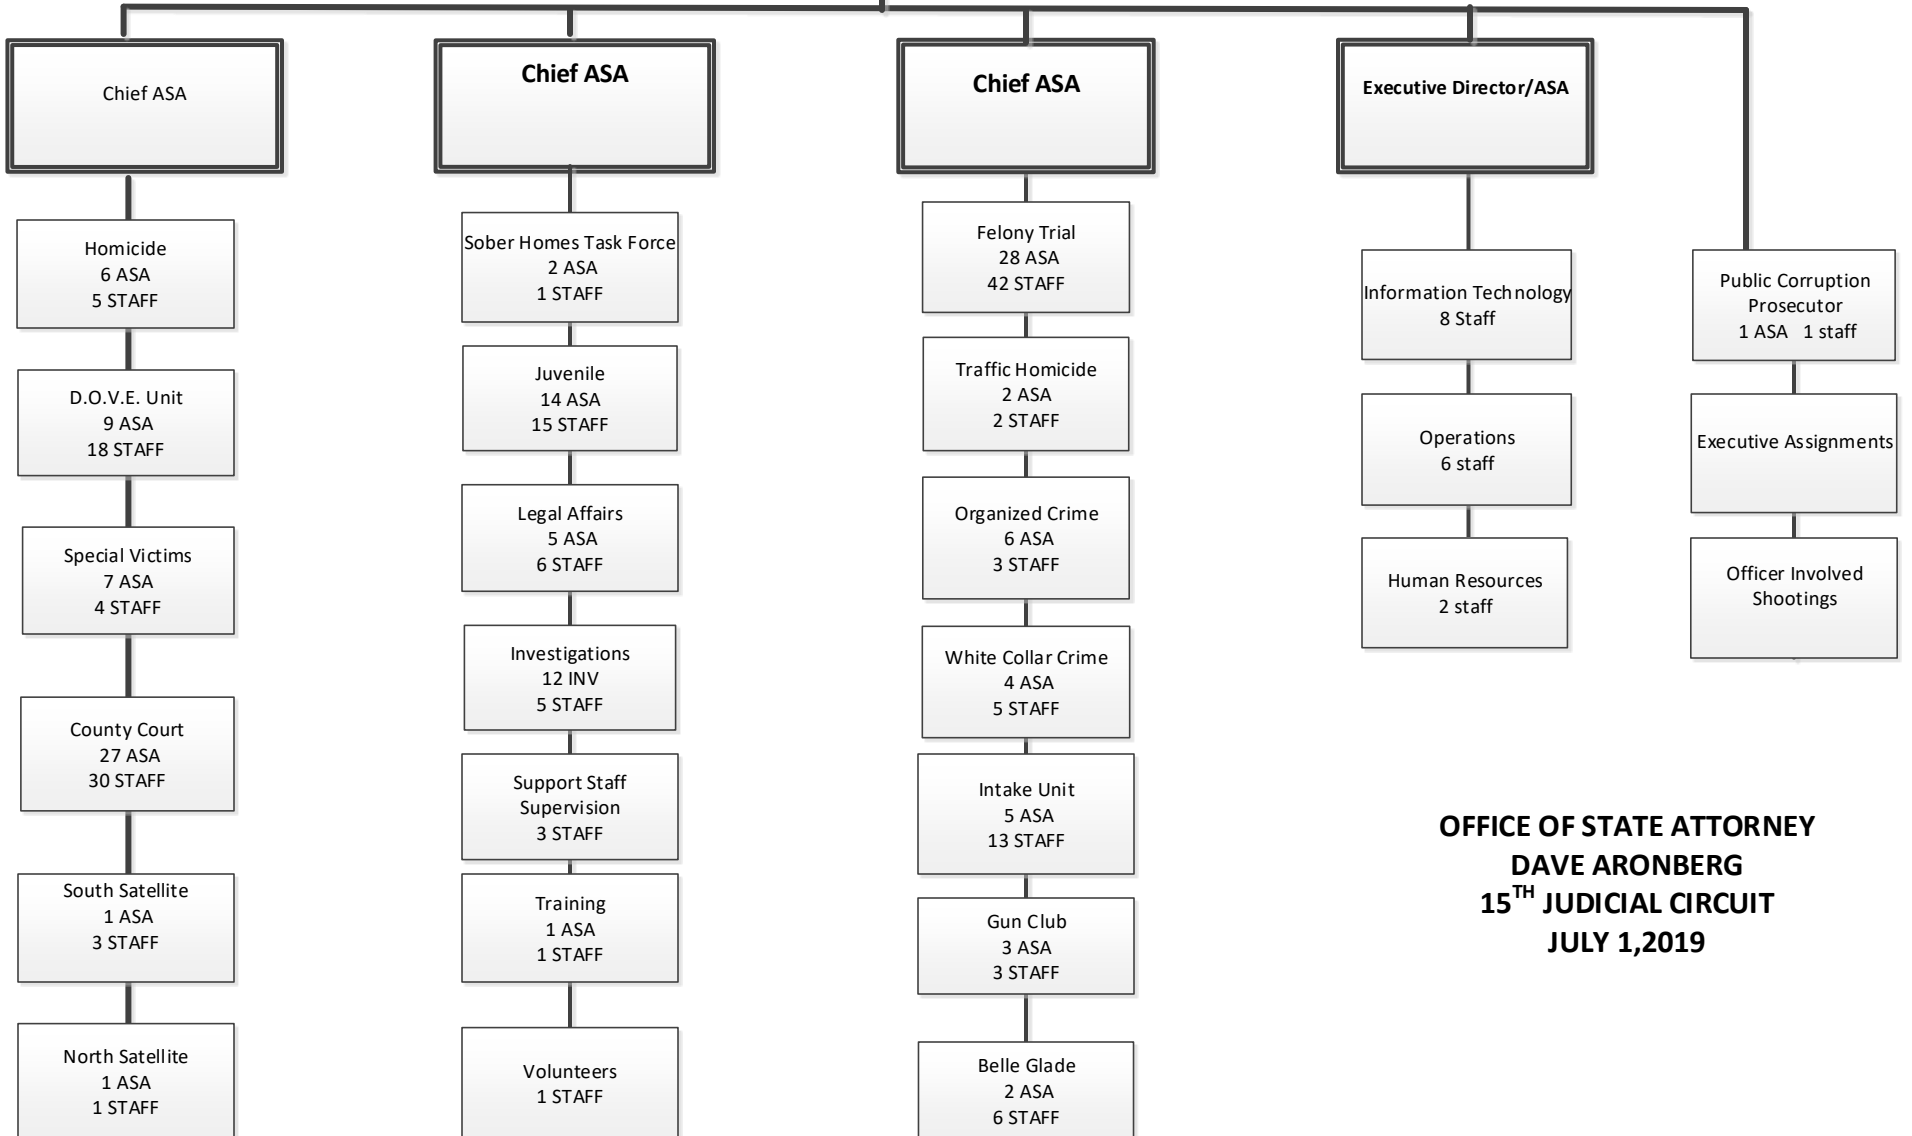 Chief ASA
Homicide
6 ASA
5 STAFF
D.O.V.E. Unit
9 ASA
18 STAFF
Special Victims
7 ASA
4 STAFF
County Court
27 ASA
30 STAFF
South Satellite
1 ASA
3 STAFF
North Satellite
1 ASA
1 STAFF
Chief ASA
Sober Homes Task Force
2 ASA
1 STAFF
Juvenile
14 ASA
15 STAFF
Legal Affairs
5 ASA
6 STAFF
Investigations
12 INV
5 STAFF
Support Staff
Supervision
3 STAFF
Training
1 ASA
1 STAFF
Volunteers
1 STAFF
Chief ASA
Felony Trial
28 ASA
42 STAFF
Traffic Homicide
2 ASA
2 STAFF
Organized Crime
6 ASA
3 STAFF
White Collar Crime
4 ASA
5 STAFF
Intake Unit
5 ASA
13 STAFF
Gun Club
3 ASA
3 STAFF
Belle Glade
2 ASA
6 STAFF
Executive Director/ASA
Information Technology
8 Staff
Operations
6 staff
Human Resources
2 staff
Public Corruption
Prosecutor
1 ASA 1 staff
Executive Assignments
Officer Involved
Shootings
OFFICE OF STATE ATTORNEY
DAVE ARONBERG
15TH JUDICIAL CIRCUIT
JULY 1,2019